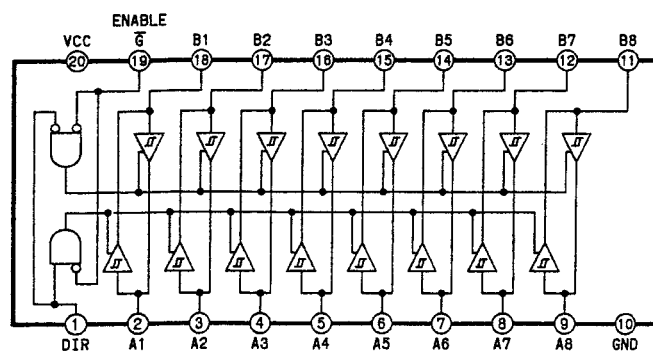 ENABLE
VCC G̅ B1 B2 B3 B4 B5 B6 B7 B8
20 19 18 17 16 15 14 13 12 11
1 2 3 4 5 6 7 8 9 10
DIR A1 A2 A3 A4 A5 A6 A7 A8 GND